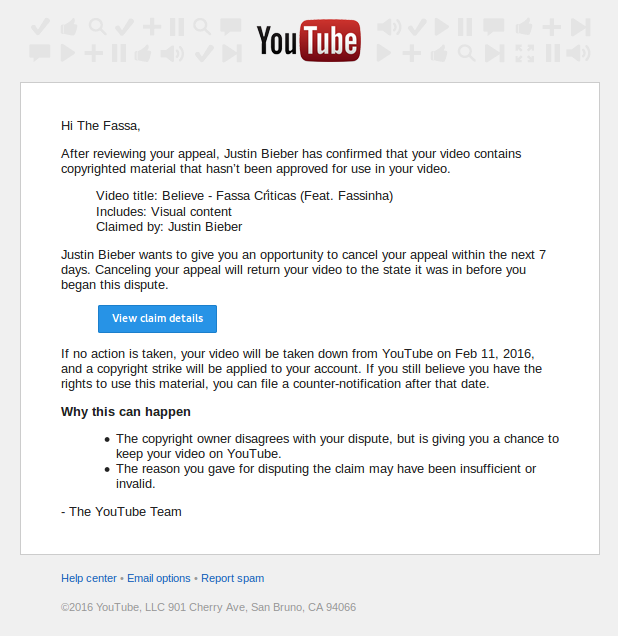 YouTube
Hi The Fassa,
After reviewing your appeal, Justin Bieber has confirmed that your video contains
copyrighted material that hasn't been approved for use in your video.
Video title: Believe - Fassa Críticas (Feat. Fassinha)
Includes: Visual content
Claimed by: Justin Bieber
Justin Bieber wants to give you an opportunity to cancel your appeal within the next 7
days. Canceling your appeal will return your video to the state it was in before you
began this dispute.
View claim details
If no action is taken, your video will be taken down from YouTube on Feb 11, 2016,
and a copyright strike will be applied to your account. If you still believe you have the
rights to use this material, you can file a counter-notification after that date.
Why this can happen
• The copyright owner disagrees with your dispute, but is giving you a chance to
keep your video on YouTube.
• The reason you gave for disputing the claim may have been insufficient or
invalid.
- The YouTube Team
Help center • Email options • Report spam
©2016 YouTube, LLC 901 Cherry Ave, San Bruno, CA 94066